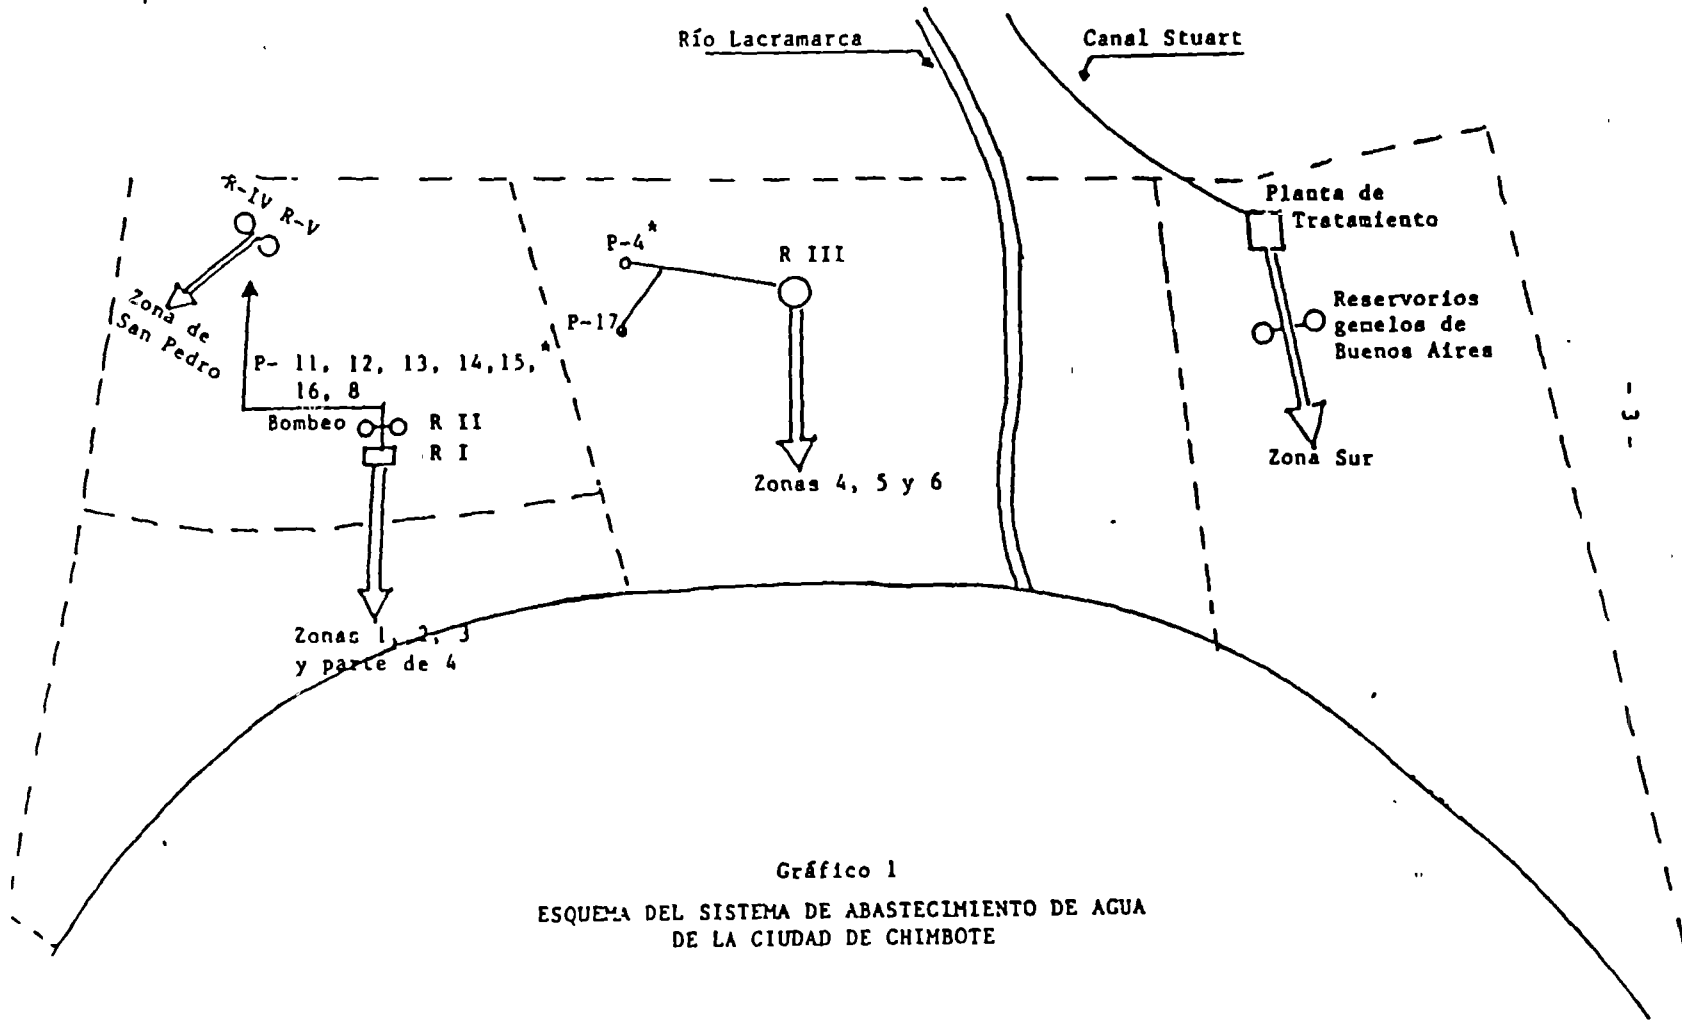 Río Lacramarca
Canal Stuart
R-IV R-V
Zona de
San Pedro
P- 11, 12, 13, 14, 15, *
16, 8
Bombeo
R II
R I
Zonas 1, 2, 3
y parte de 4
P-4*
P-17
R III
Zonas 4, 5 y 6
Planta de
Tratamiento
Reservorios
gemelos de
Buenos Aires
Zona Sur
- 3 -
Gráfico 1
ESQUEMA DEL SISTEMA DE ABASTECIMIENTO DE AGUA
DE LA CIUDAD DE CHIMBOTE